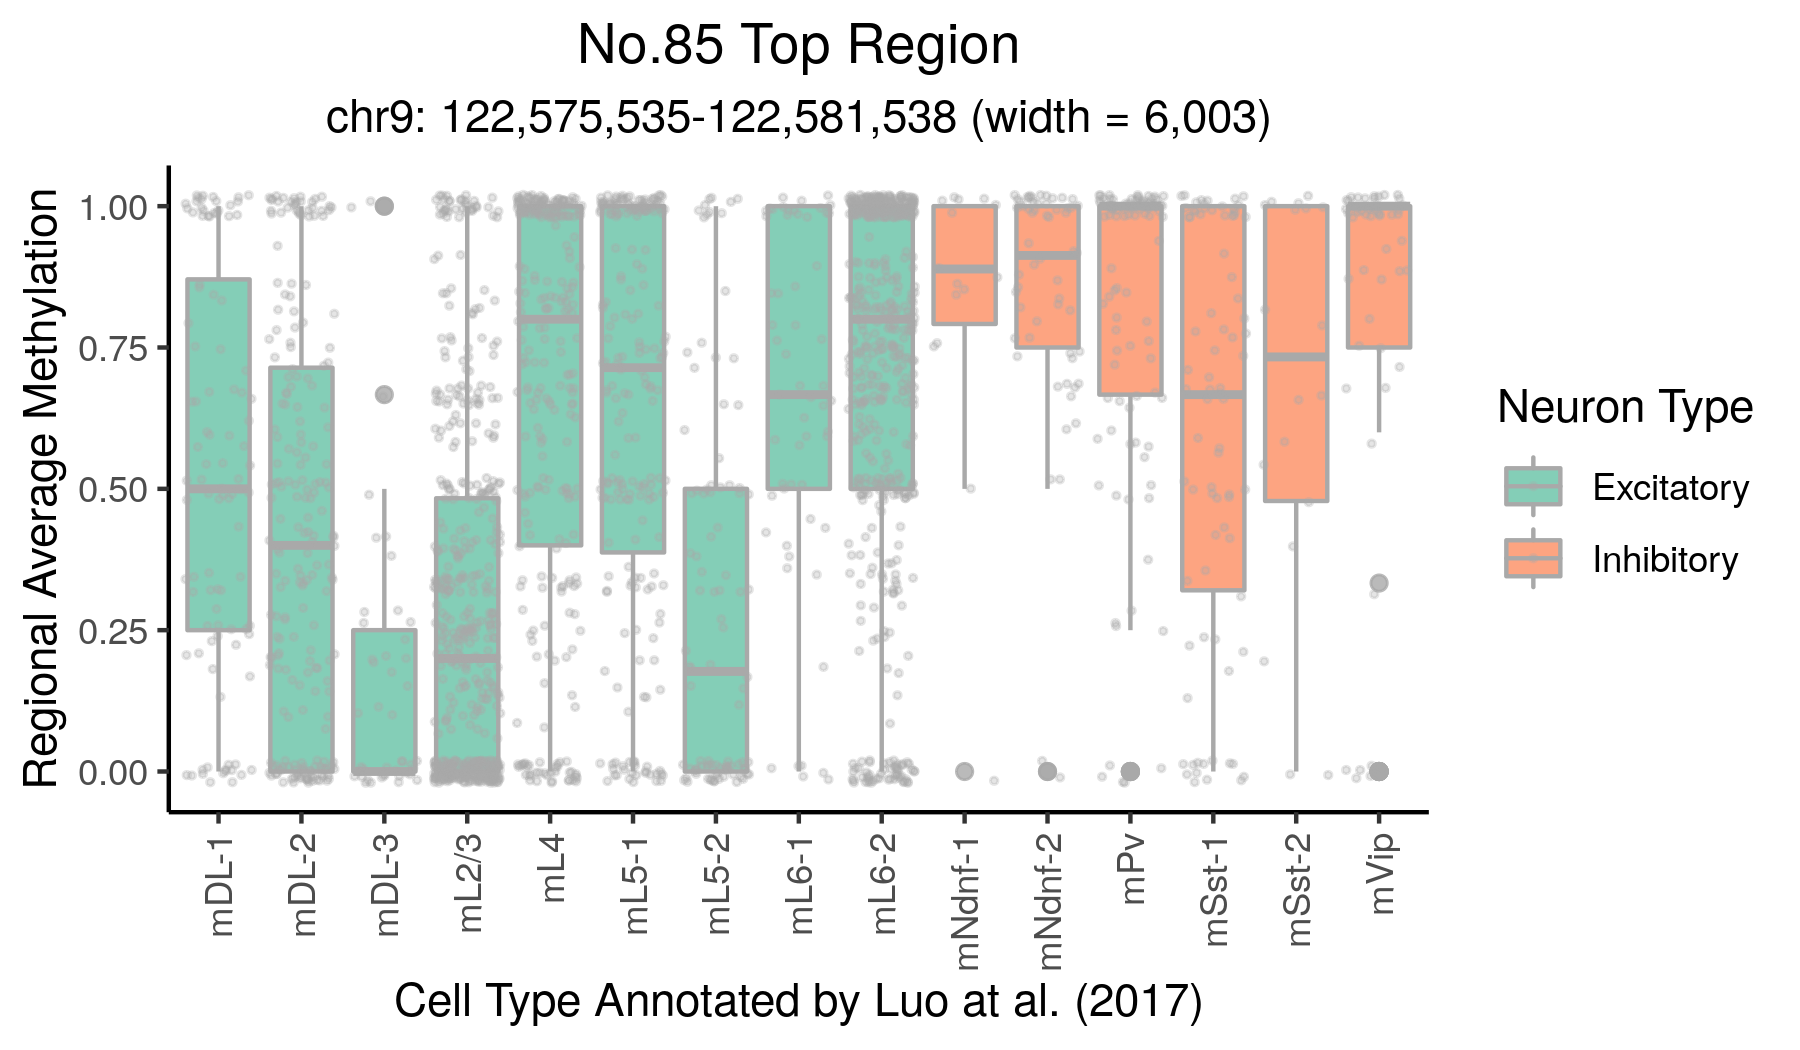 No.85 Top Region
chr9: 122,575,535-122,581,538 (width = 6,003)
Regional Average Methylation
1.00
0.75
0.50
0.25
0.00
mDL-1
mDL-2
mDL-3
mL2/3
mL4
mL5-1
mL5-2
mL6-1
mL6-2
mNdnf-1
mNdnf-2
mPv
mSst-1
mSst-2
mVip
Cell Type Annotated by Luo at al. (2017)
Neuron Type
Excitatory
Inhibitory